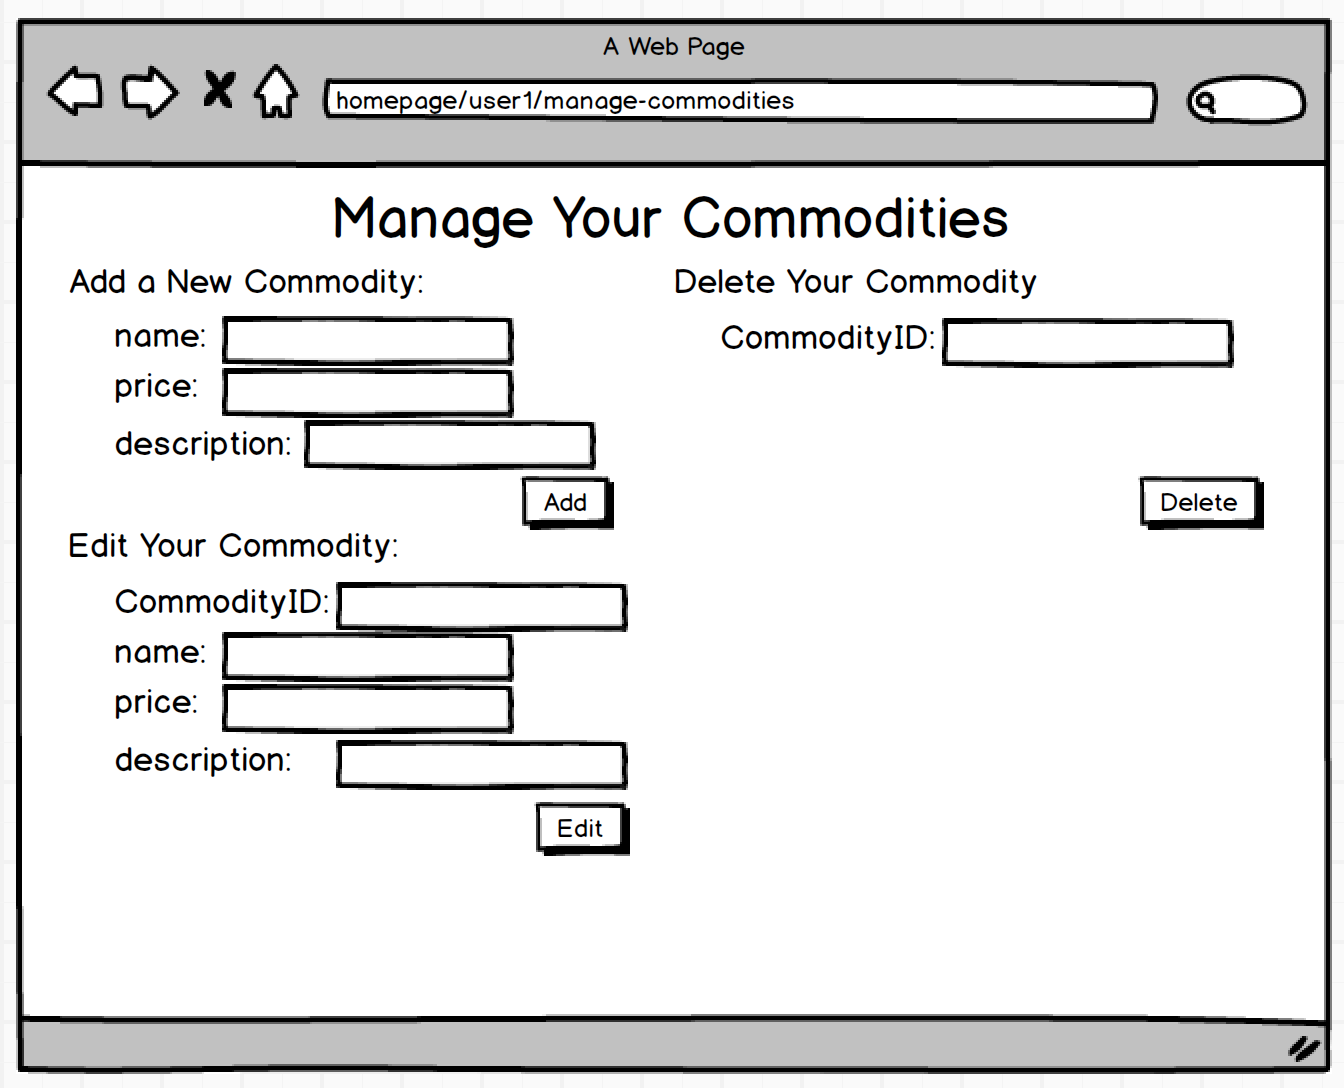 A Web Page
homepage/user1/manage-commodities
Manage Your Commodities
Add a New Commodity:
name:
price:
description:
Add
Delete Your Commodity
CommodityID:
Delete
Edit Your Commodity:
CommodityID:
name:
price:
description:
Edit